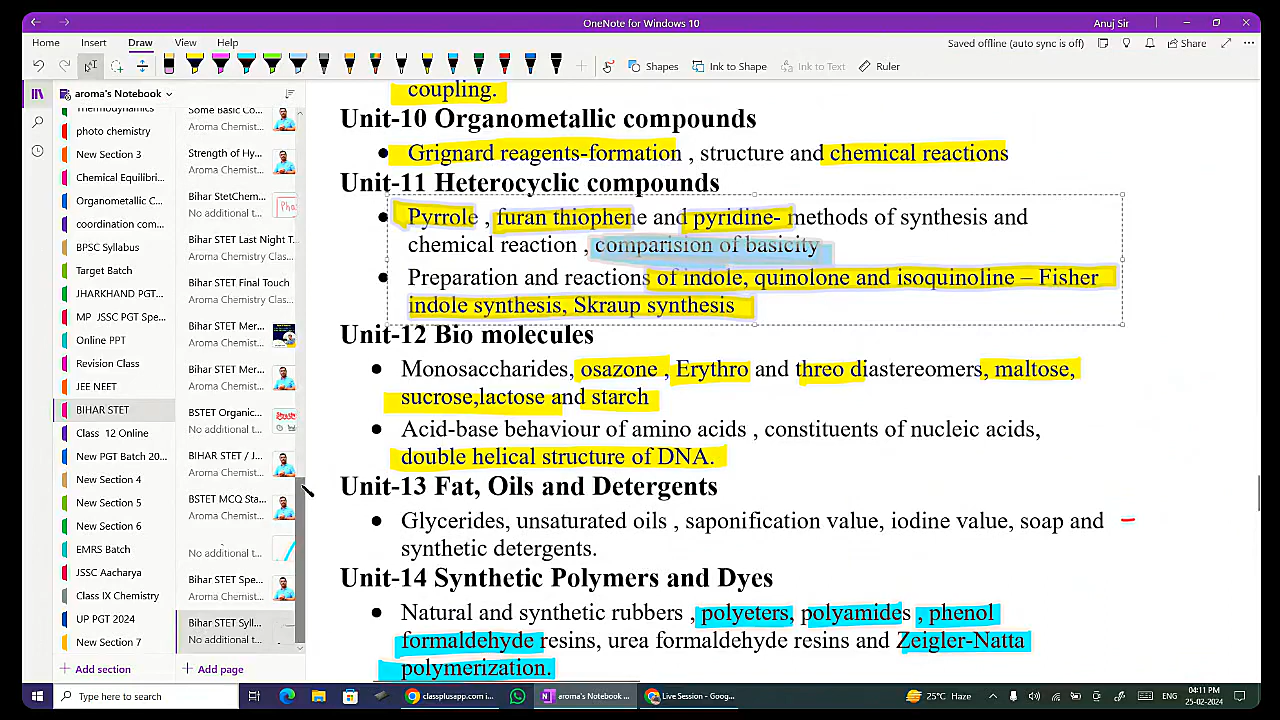 OneNote for Windows 10
Anuj Sir
Home Insert Draw View Help
Saved offline (auto sync is off)
Share
Shapes Ink to Shape Ink to Text Ruler
aroma's Notebook
Thermodynamics
photo chemistry
New Section 3
Chemical Equilibri...
Organometallic C...
coordination com...
BPSC Syllabus
Target Batch
JHARKHAND PGT...
MP JSSC PGT Spe...
Online PPT
Revision Class
JEE NEET
BIHAR STET
Class 12 Online
New PGT Batch 20...
New Section 4
New Section 5
New Section 6
EMRS Batch
JSSC Aacharya
Class IX Chemistry
UP PGT 2024
New Section 7
Add section
Some Basic Co...
Aroma Chemist...
Strength of Hy...
Aroma Chemist...
Bihar StetChem...
No additional t...
Bihar STET Last Night T...
Aroma Chemistry Class...
Bihar STET Final Touch
Bihar STET Mer...
Aroma Chemist...
Bihar STET Mer...
Aroma Chemist...
BSTET Organic...
No additional t...
BIHAR STET / J...
Aroma Chemist...
BSTET MCQ Sta...
Aroma Chemist...
No additional t...
Bihar STET Spe...
Aroma Chemist...
Bihar STET Syll...
No additional t...
Add page
coupling.
Unit-10 Organometallic compounds
• Grignard reagents-formation , structure and chemical reactions
Unit-11 Heterocyclic compounds
• Pyrrole , furan thiophene and pyridine- methods of synthesis and
chemical reaction , comparision of basicity
• Preparation and reactions of indole, quinolone and isoquinoline – Fisher
indole synthesis, Skraup synthesis
Unit-12 Bio molecules
• Monosaccharides, osazone , Erythro and threo diastereomers, maltose,
sucrose,lactose and starch
• Acid-base behaviour of amino acids , constituents of nucleic acids,
double helical structure of DNA.
Unit-13 Fat, Oils and Detergents
• Glycerides, unsaturated oils , saponification value, iodine value, soap and
synthetic detergents.
Unit-14 Synthetic Polymers and Dyes
• Natural and synthetic rubbers , polyeters, polyamides , phenol
formaldehyde resins, urea formaldehyde resins and Zeigler-Natta
polymerization.
Type here to search
classplusapp.com i...
aroma's Notebook ...
Live Session - Goog...
25°C Haze
ENG
04:11 PM
25-02-2024